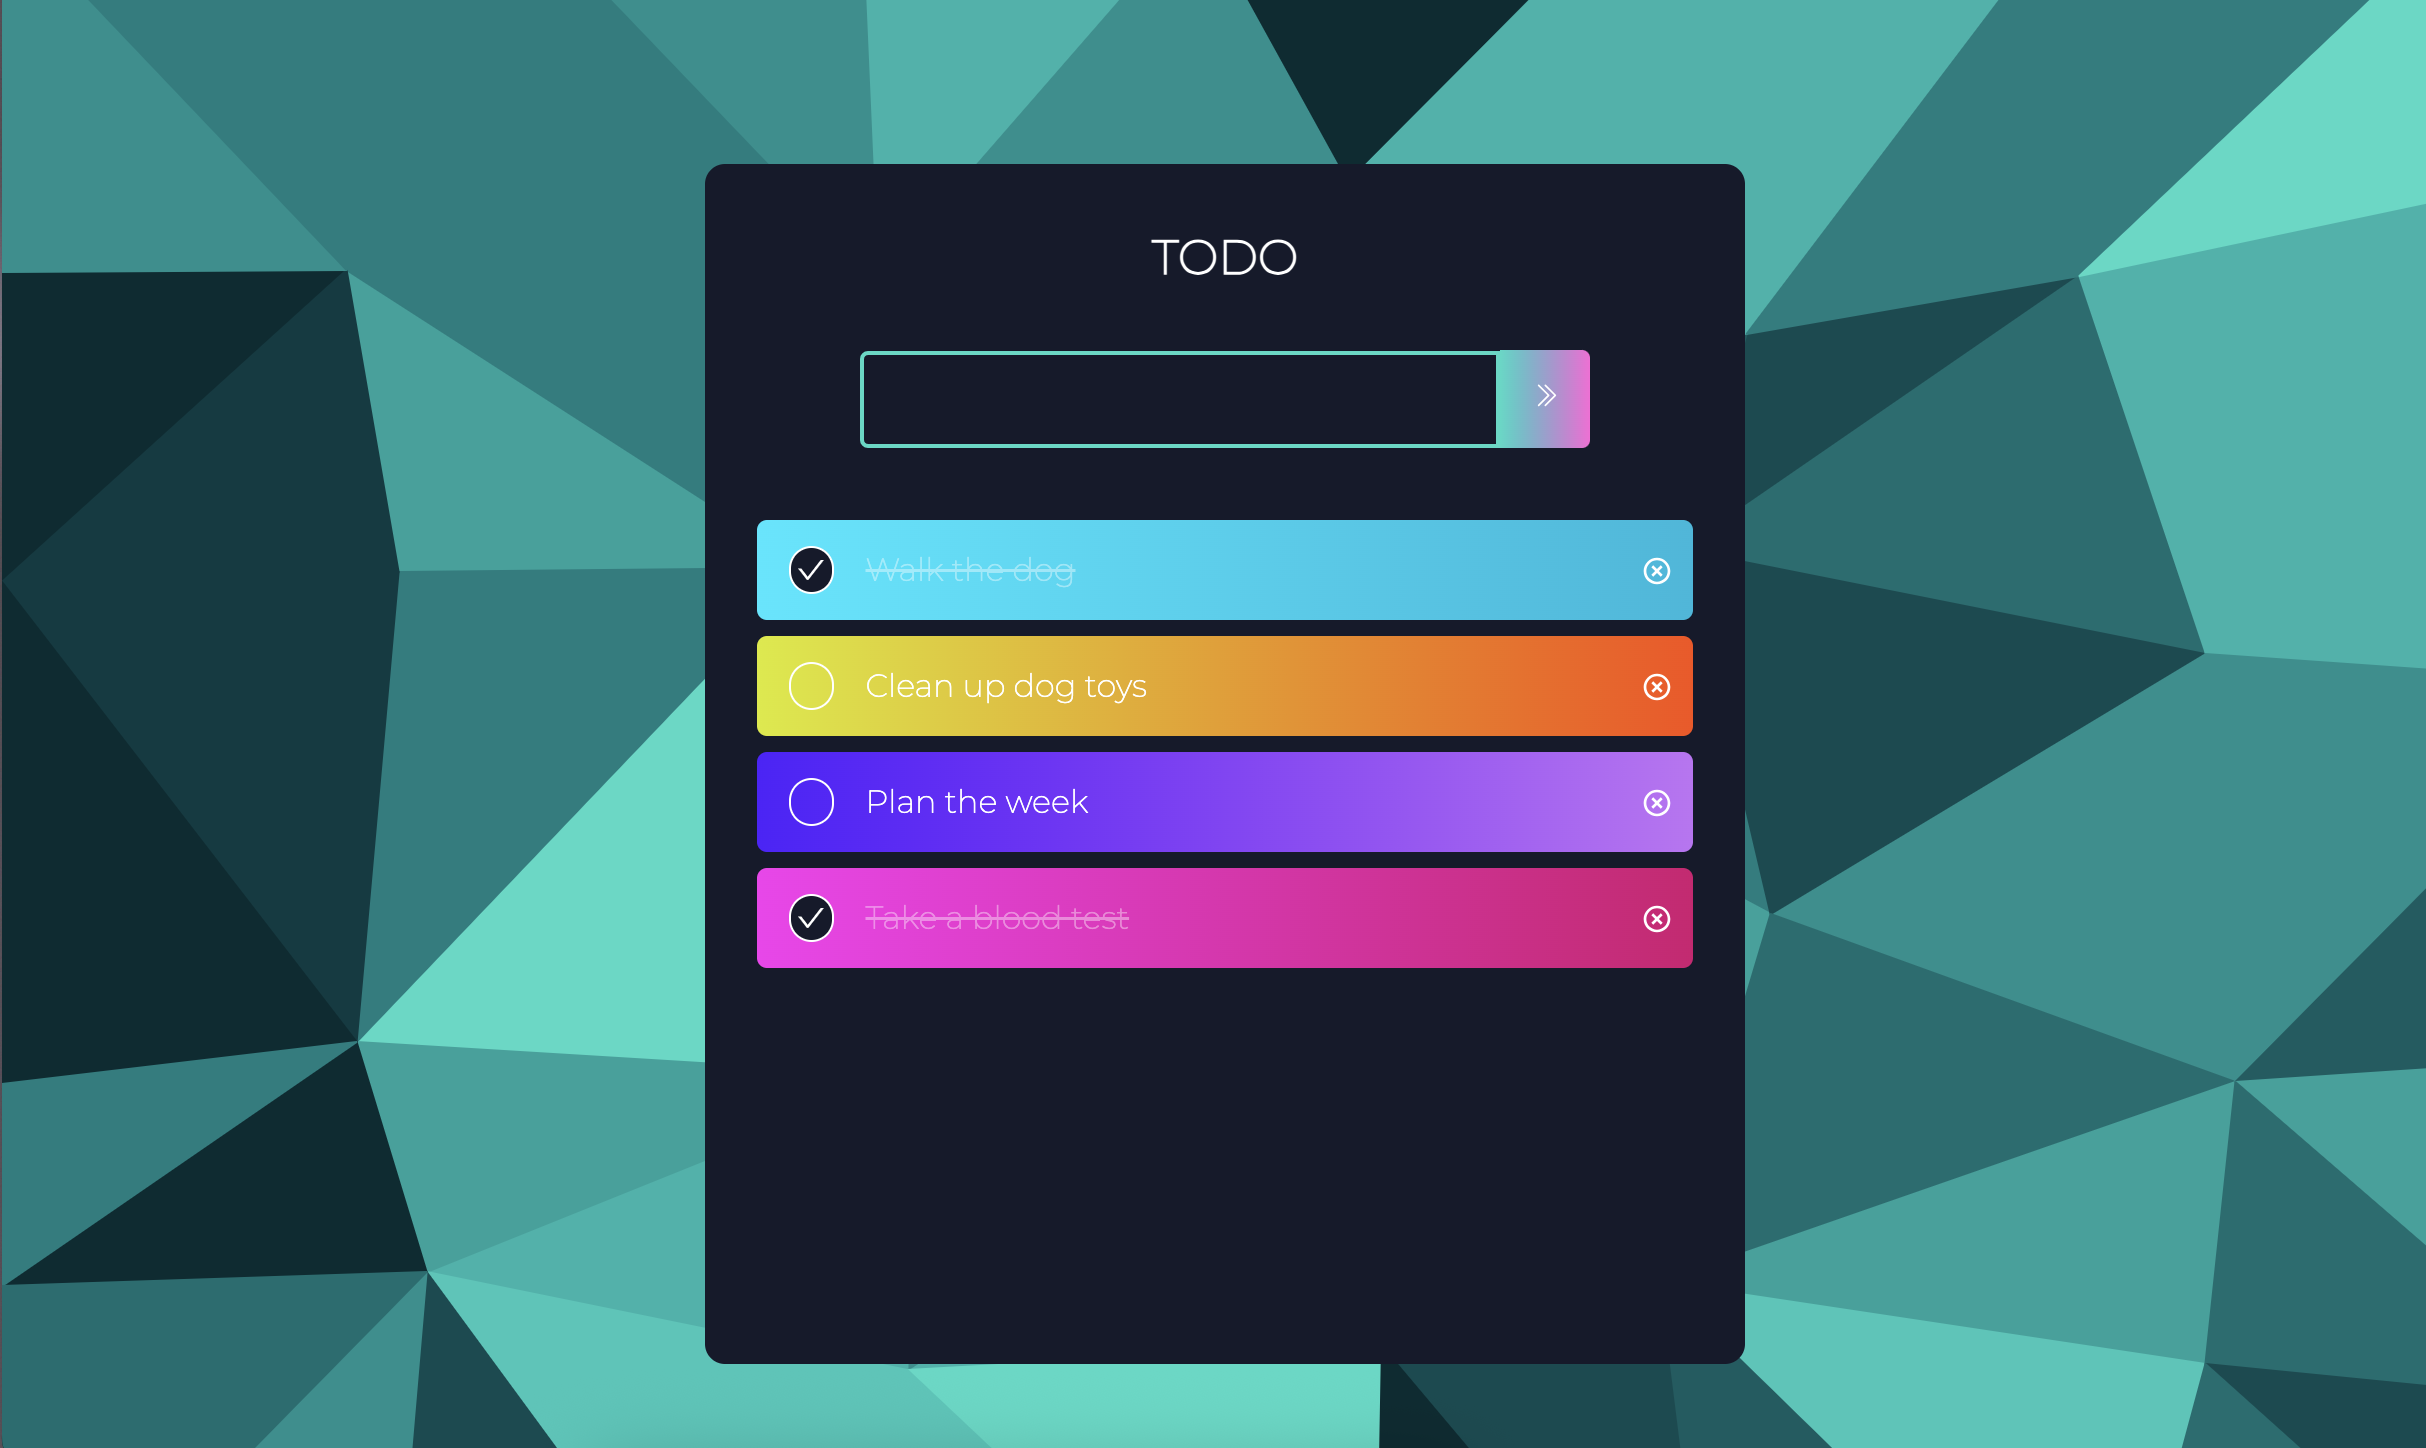 TODO
Walk the dog
Clean up dog toys
Plan the week
Take a blood test